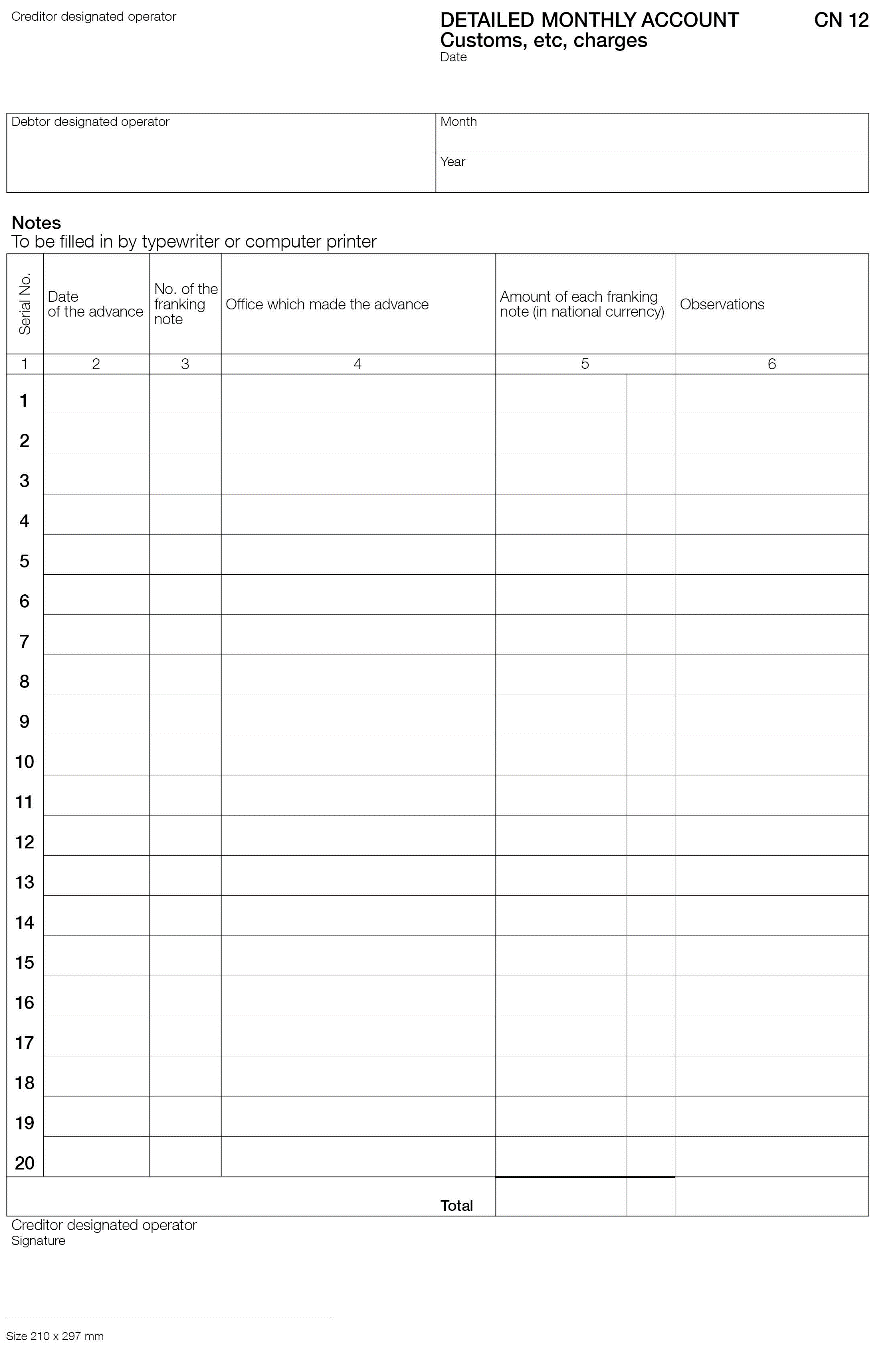 Creditor designated operator
DETAILED MONTHLY ACCOUNT
CN 12
Customs, etc, charges
Date
Debtor designated operator
Month
Year
Notes
To be filled in by typewriter or computer printer
Serial No.
Date
of the advance
No. of the
franking
note
Office which made the advance
Amount of each franking
note (in national currency)
Observations
1
2
3
4
5
6
1
2
3
4
5
6
7
8
9
10
11
12
13
14
15
16
17
18
19
20
Total
Creditor designated operator
Signature
Size 210 x 297 mm